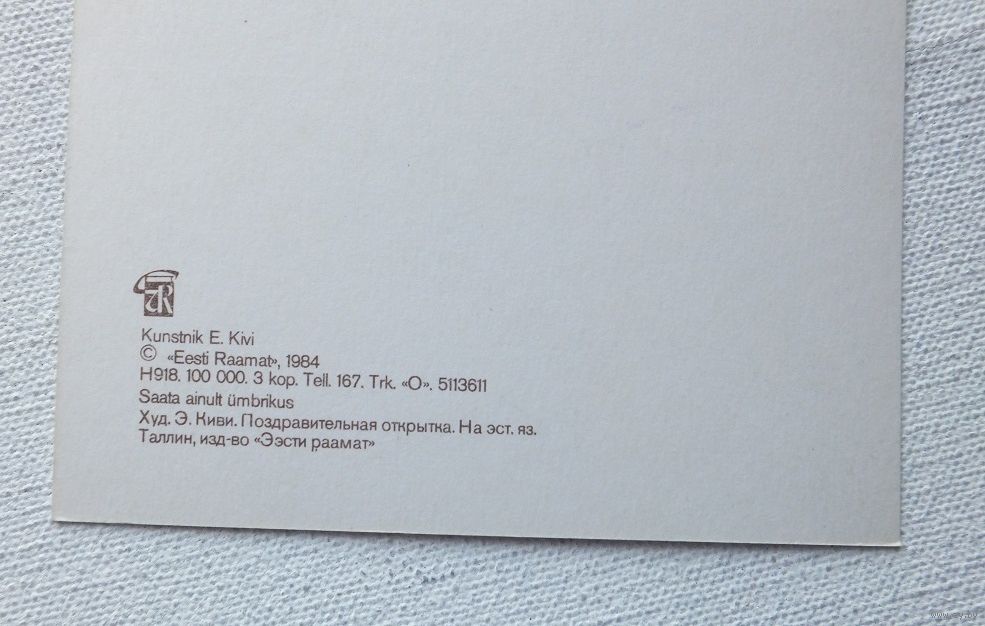 Kunstnik E. Kivi
© «Eesti Raamat», 1984
H918. 100 000. 3 kop. Tell. 167. Trk. «O». 5113611
Saata ainult ümbrikus
Худ. Э. Киви. Поздравительная открытка. На эст. яз.
Таллин, изд-во «Ээсти раамат»